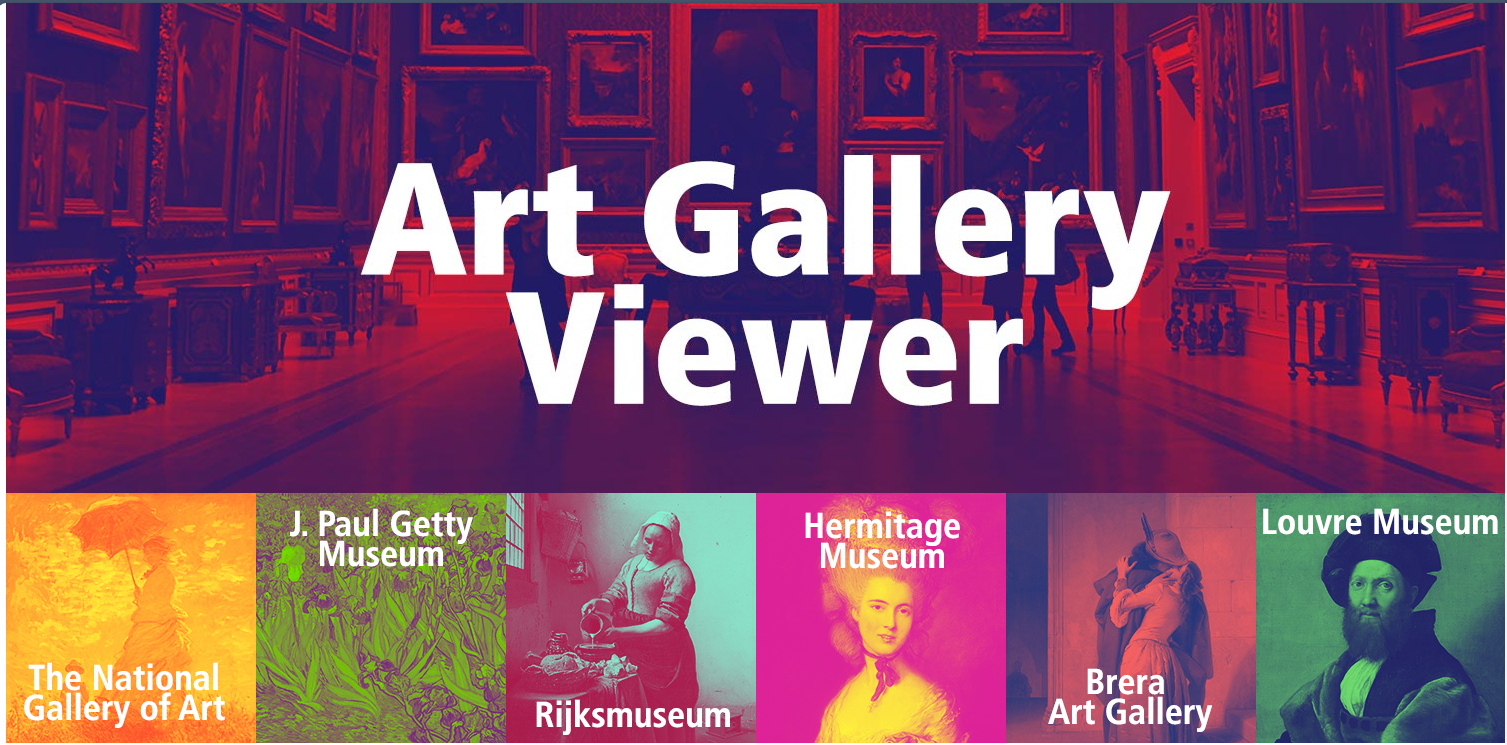 Art Gallery
Viewer
The National
Gallery of Art
J. Paul Getty
Museum
Rijksmuseum
Hermitage
Museum
Brera
Art Gallery
Louvre Museum